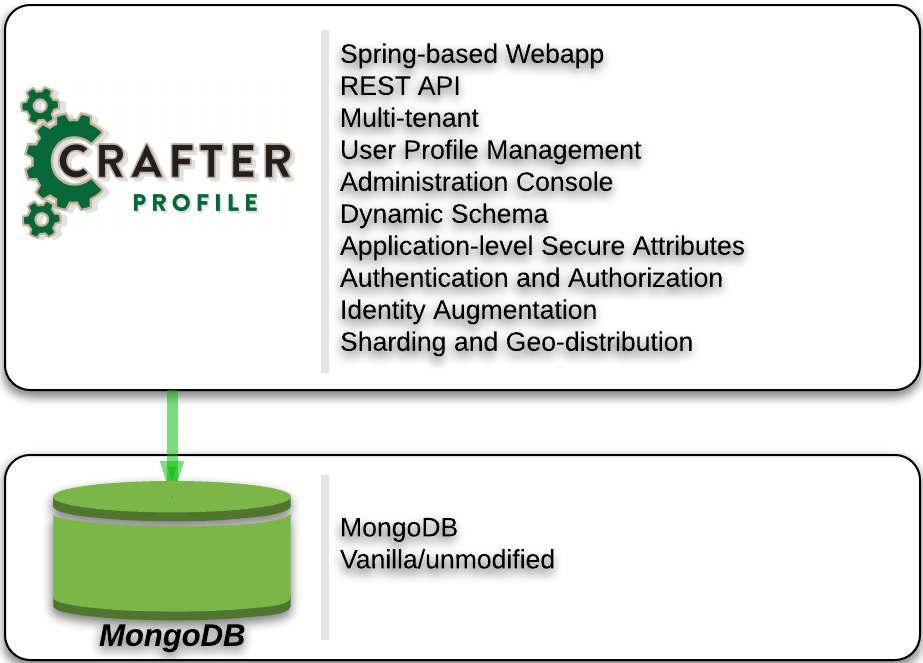 CRAFTER
PROFILE
Spring-based Webapp
REST API
Multi-tenant
User Profile Management
Administration Console
Dynamic Schema
Application-level Secure Attributes
Authentication and Authorization
Identity Augmentation
Sharding and Geo-distribution
MongoDB
MongoDB
Vanilla/unmodified